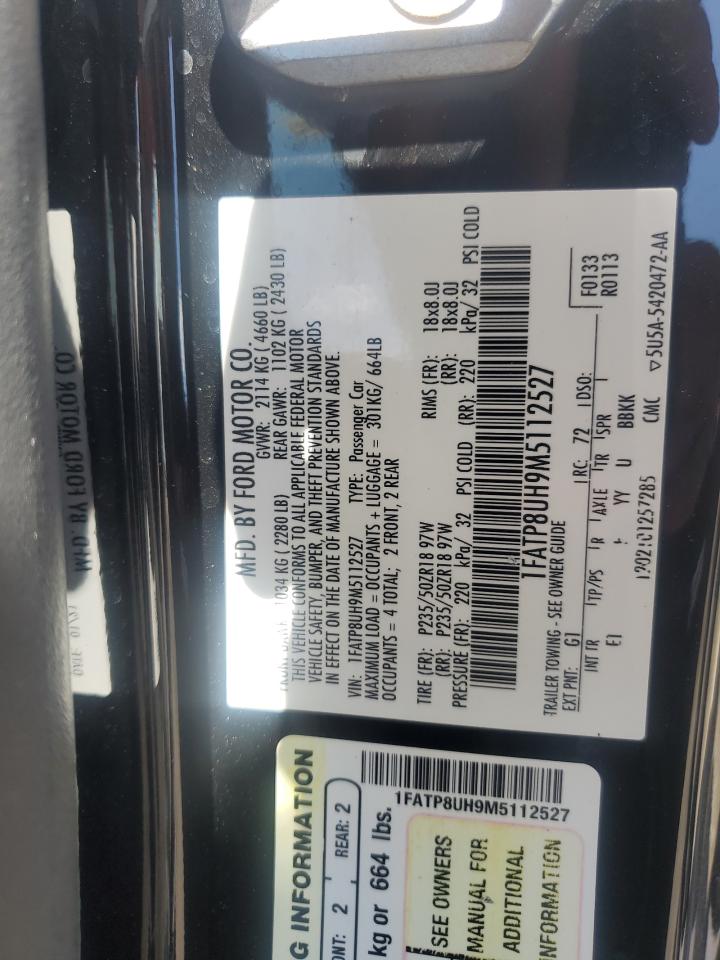 MFD. BY FORD MOTOR CO.
GVWR: 2114 KG ( 4660 LB)
1034 KG ( 2280 LB) REAR GAWR: 1102 KG ( 2430 LB)
THIS VEHICLE CONFORMS TO ALL APPLICABLE FEDERAL MOTOR
VEHICLE SAFETY, BUMPER, AND THEFT PREVENTION STANDARDS
IN EFFECT ON THE DATE OF MANUFACTURE SHOWN ABOVE.
VIN: 1FATP8UH9M5112527 TYPE: Passenger Car
MAXIMUM LOAD = OCCUPANTS + LUGGAGE = 301KG/ 664LB
OCCUPANTS = 4 TOTAL; 2 FRONT, 2 REAR
TIRE (FR): P235/50ZR18 97W RIMS (FR): 18x8.0J
(RR): P235/50ZR18 97W (RR): 18x8.0J
PRESSURE (FR): 220 kPa/ 32 PSI COLD (RR): 220 kPa/ 32 PSI COLD
1FATP8UH9M5112527
TRAILER TOWING - SEE OWNER GUIDE
EXT PNT: G1 RC: 72 DSO: F0133
R0113
INT TR TP/PS R AXLE TR SPR
YY U BBKK
CMC
5U5A-5420472-AA
MFD. BY FORD MOTOR CO.
G INFORMATION
ONT: 2 REAR: 2
kg or 664 lbs.
1FATP8UH9M5112527
SEE OWNERS
MANUAL FOR
ADDITIONAL
INFORMATION